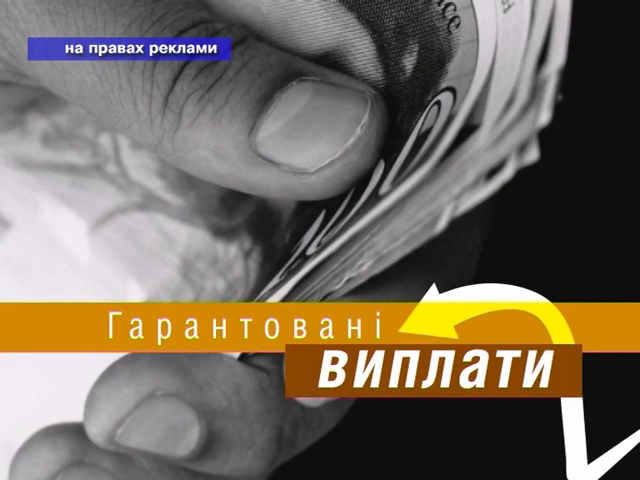 на правах реклами
Гарантовані
виплати